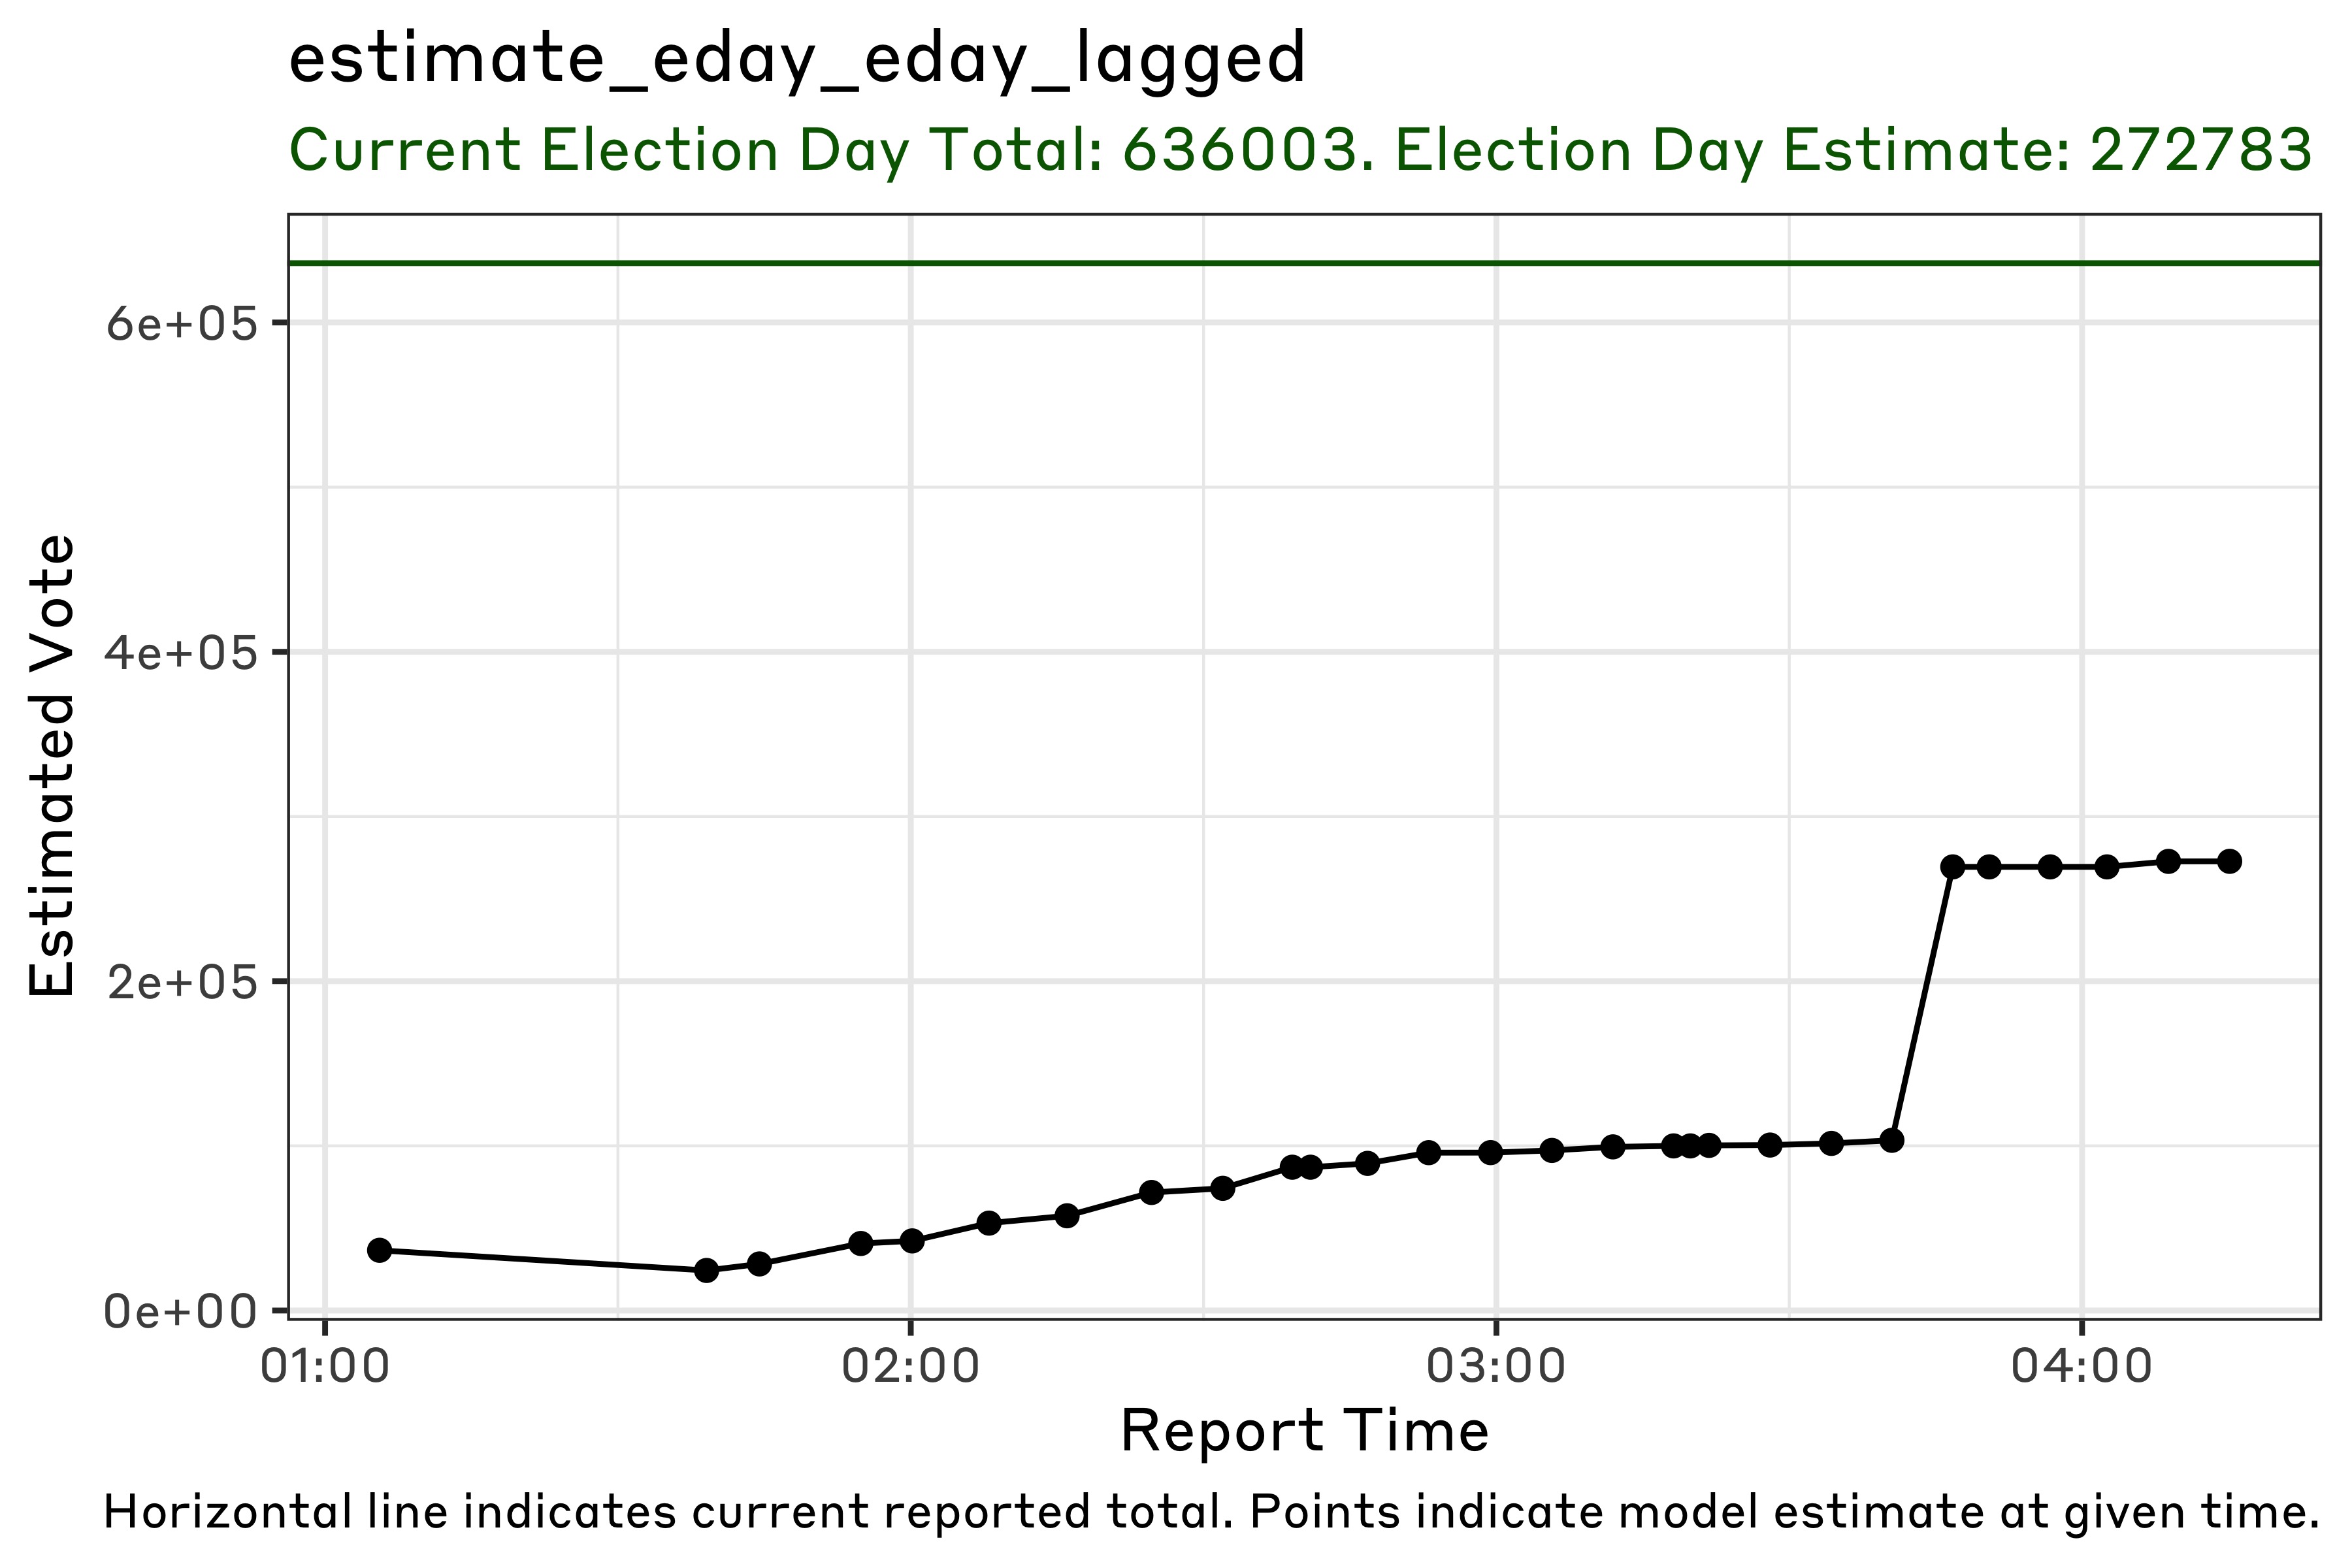 estimate_eday_eday_lagged
Current Election Day Total: 636003. Election Day Estimate: 272783
Estimated Vote
6e+05
4e+05
2e+05
0e+00
01:00 02:00 03:00 04:00
Report Time
Horizontal line indicates current reported total. Points indicate model estimate at given time.